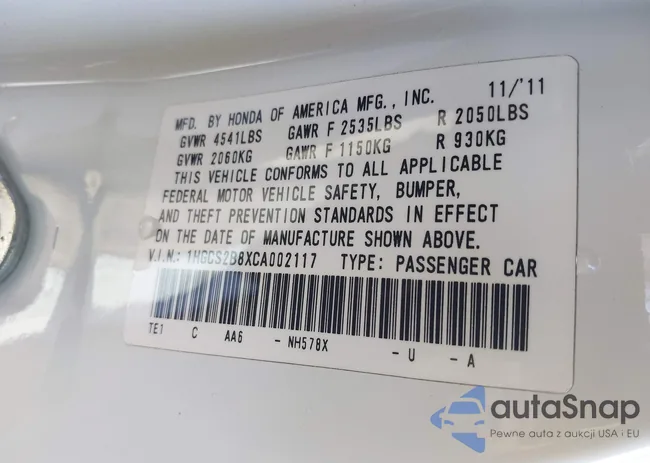 MFD. BY HONDA OF AMERICA MFG., INC. 11/'11
GVWR 4541LBS GAWR F 2535LBS R 2050LBS
GVWR 2060KG GAWR F 1150KG R 930KG
THIS VEHICLE CONFORMS TO ALL APPLICABLE
FEDERAL MOTOR VEHICLE SAFETY, BUMPER,
AND THEFT PREVENTION STANDARDS IN EFFECT
ON THE DATE OF MANUFACTURE SHOWN ABOVE.
V.I.N.: 1HGCS2B8XCA002117 TYPE: PASSENGER CAR
TE1 C AA6 - NH578X - U - A
autaSnap
Pewne auta z aukcji USA i EU